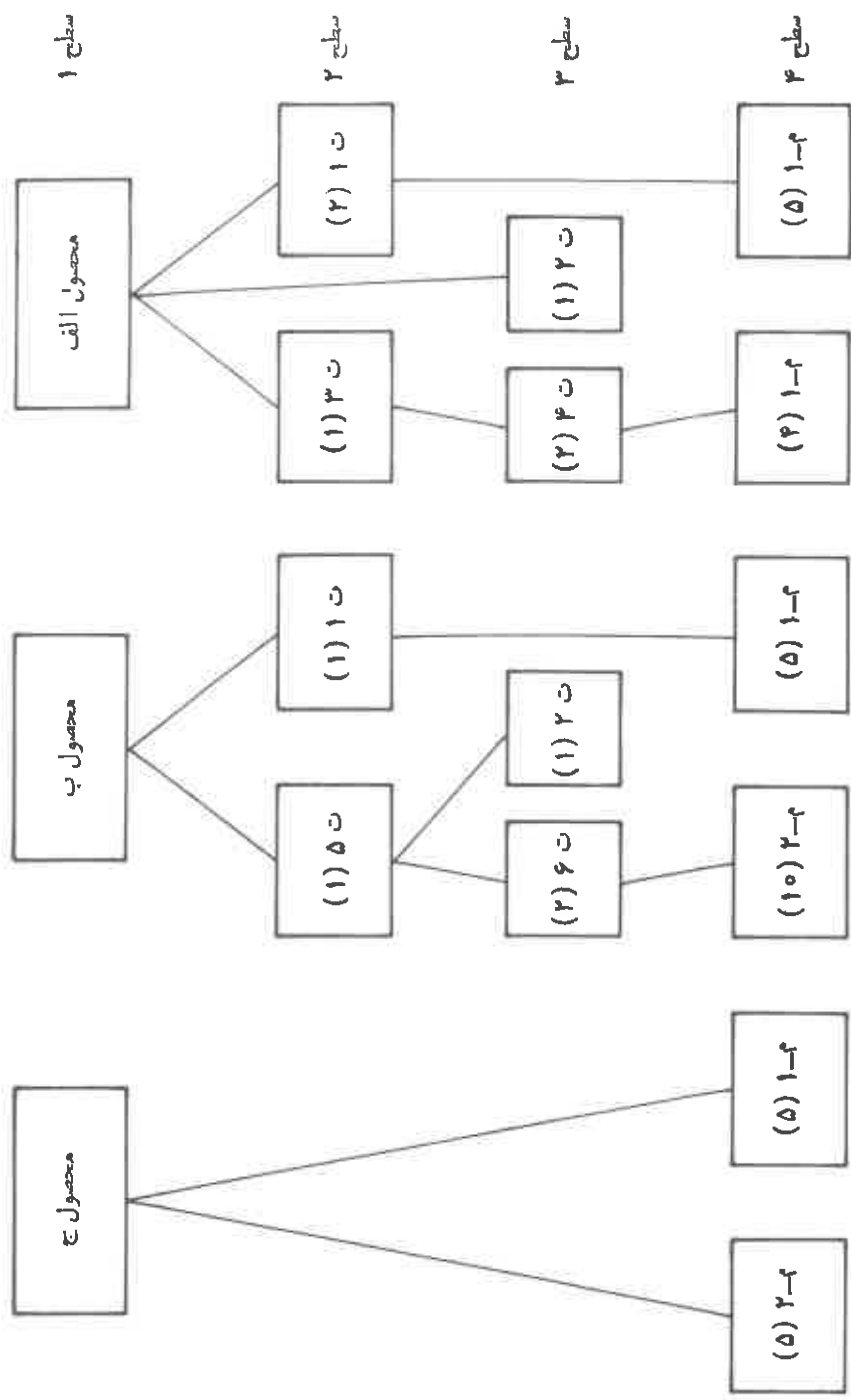 سطح ۱
سطح ۲
سطح ۳
سطح ۴
محصول الف
ت ۱ (۲)
ت ۲ (۱)
ت ۳ (۱)
ت ۴ (۲)
م-۱ (۵)
م-۱ (۴)
محصول ب
ت ۱ (۱)
ت ۵ (۱)
ت ۲ (۱)
ت ۶ (۲)
م-۱ (۵)
م-۲ (۱۰)
محصول ج
م-۱ (۵)
م-۲ (۵)